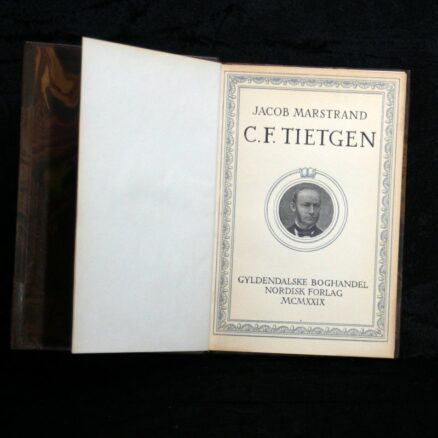 JACOB MARSTRAND
C.F. TIETGEN
GYLDENDALSKE BOGHANDEL
NORDISK FORLAG
MCMXXIX